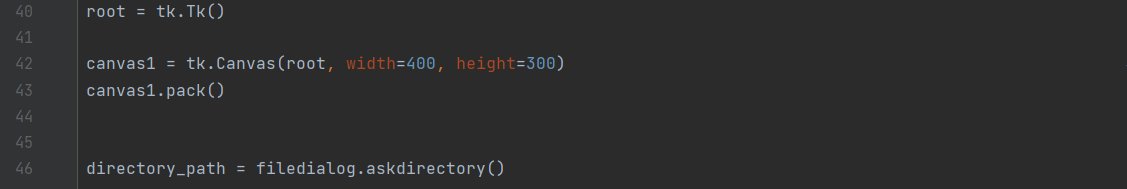 40 root = tk.Tk()
41
42 canvas1 = tk.Canvas(root, width=400, height=300)
43 canvas1.pack()
44
45
46 directory_path = filedialog.askdirectory()